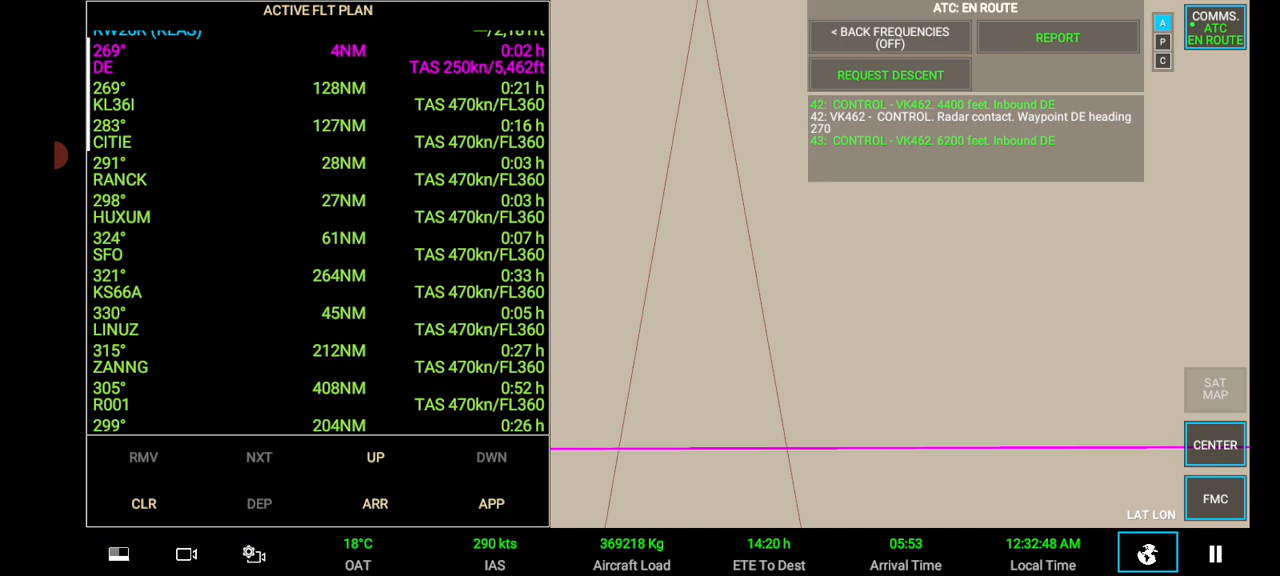 ACTIVE FLT PLAN
RW26R (KLAS) —/2,181ft
269° 4NM 0:02 h
DE TAS 250kn/5,462ft
269° 128NM 0:21 h
KL36I TAS 470kn/FL360
283° 127NM 0:16 h
CITIE TAS 470kn/FL360
291° 28NM 0:03 h
RANCK TAS 470kn/FL360
298° 27NM 0:03 h
HUXUM TAS 470kn/FL360
324° 61NM 0:07 h
SFO TAS 470kn/FL360
321° 264NM 0:33 h
KS66A TAS 470kn/FL360
330° 45NM 0:05 h
LINUZ TAS 470kn/FL360
315° 212NM 0:27 h
ZANNG TAS 470kn/FL360
305° 408NM 0:52 h
R001 TAS 470kn/FL360
299° 204NM 0:26 h
RMV NXT UP DWN
CLR DEP ARR APP
ATC: EN ROUTE
< BACK FREQUENCIES
(OFF)
REPORT
REQUEST DESCENT
42: CONTROL - VK462. 4400 feet. Inbound DE
42: VK462 - CONTROL. Radar contact. Waypoint DE heading
270
43: CONTROL - VK462. 6200 feet. Inbound DE
A
P
C
COMMS.
ATC
EN ROUTE
SAT
MAP
CENTER
FMC
LAT LON
18°C 290 kts 369218 Kg 14:20 h 05:53 12:32:48 AM
OAT IAS Aircraft Load ETE To Dest Arrival Time Local Time